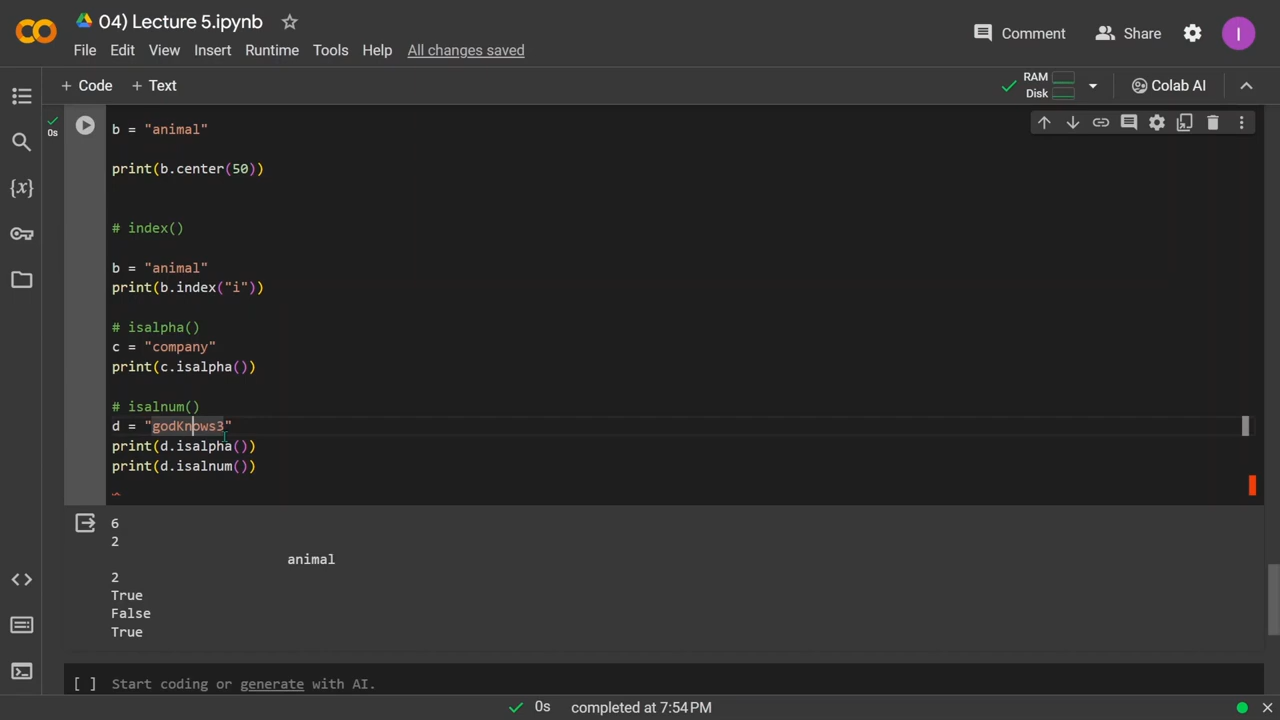 04) Lecture 5.ipynb
File Edit View Insert Runtime Tools Help All changes saved
Comment Share I
+ Code + Text
RAM
Disk
Colab AI
{x}
0s
b = "animal"
print(b.center(50))
# index()
b = "animal"
print(b.index("i"))
# isalpha()
c = "company"
print(c.isalpha())
# isalnum()
d = "godKnows3"
print(d.isalpha())
print(d.isalnum())
6
2
animal
2
True
False
True
[ ] Start coding or generate with AI.
0s completed at 7:54PM